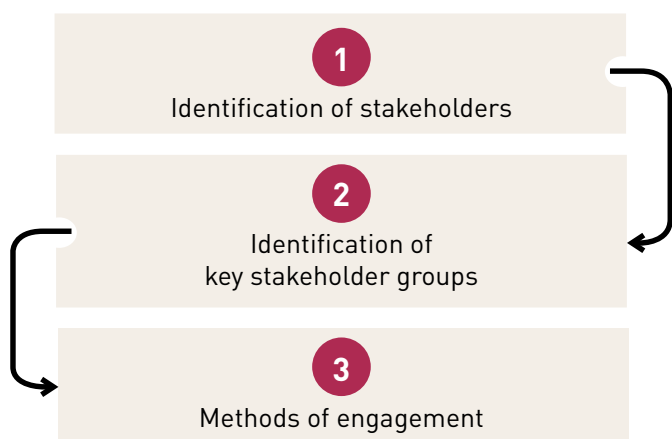 1
Identification of stakeholders
2
Identification of
key stakeholder groups
3
Methods of engagement